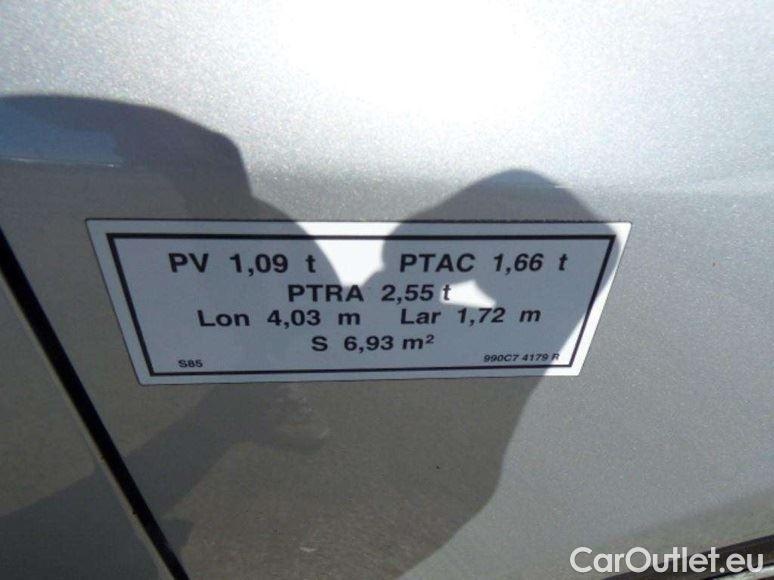 PV 1,09 t PTAC 1,66 t
PTRA 2,55 t
Lon 4,03 m Lar 1,72 m
S 6,93 m²
S85 990C7 4179 R
CarOutlet.eu